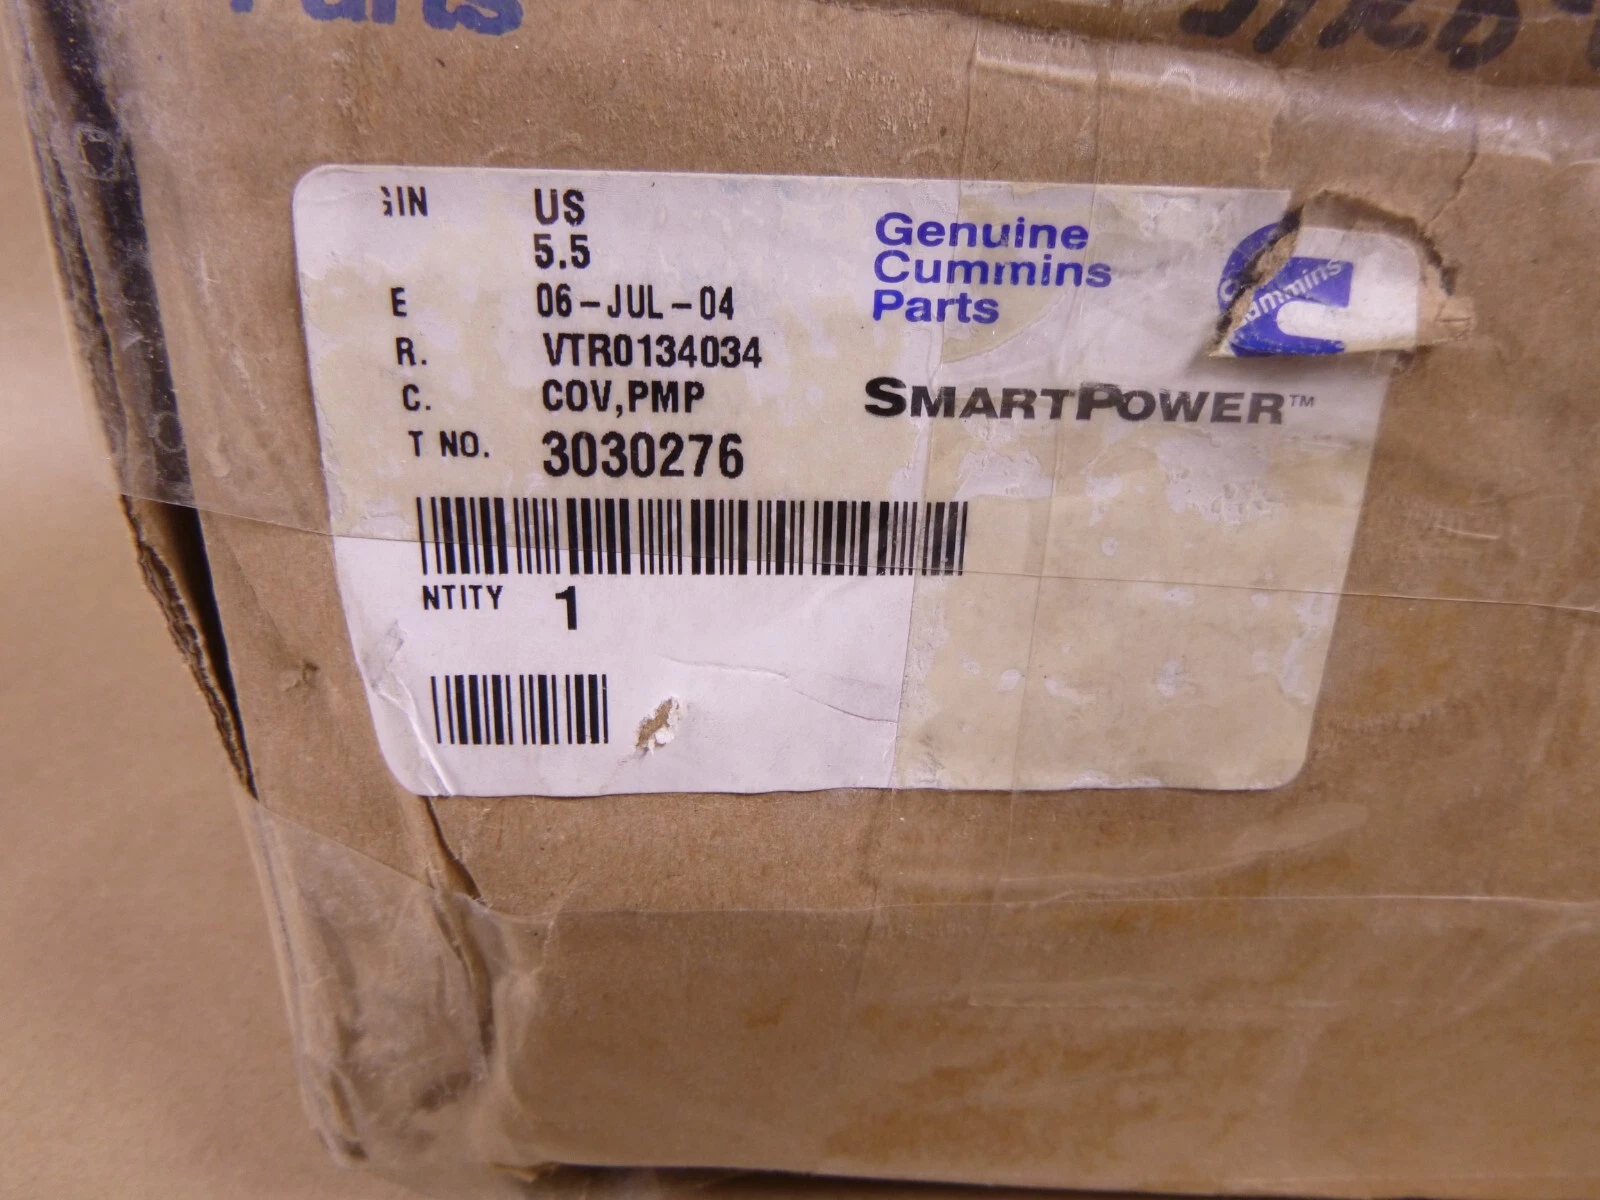 Parts
GIN US
5.5
E 06-JUL-04
R. VTR0134034
C. COV,PMP
T NO. 3030276
NTITY 1
Genuine
Cummins
Parts
Cummins
SMARTPOWER™